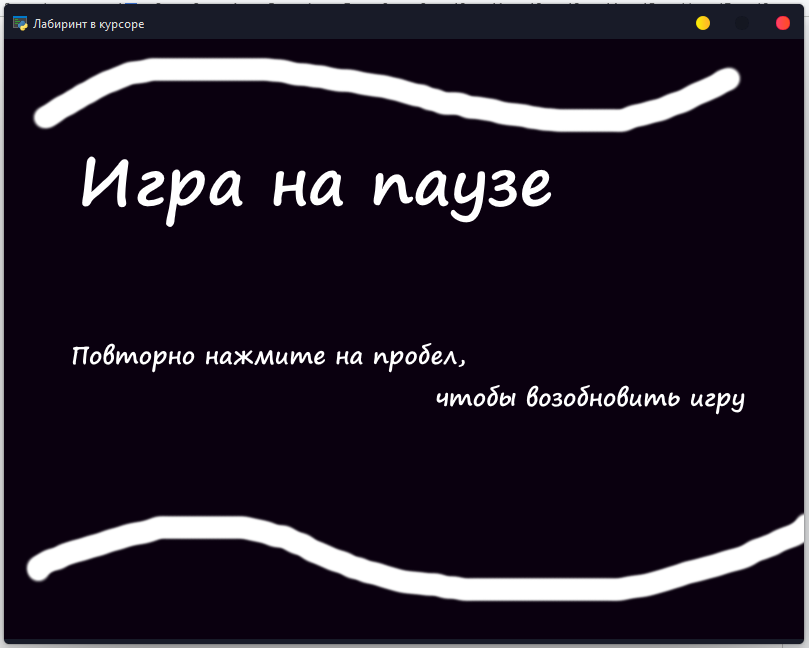 Лабиринт в курсоре
Игра на паузе
Повторно нажмите на пробел,
чтобы возобновить игру